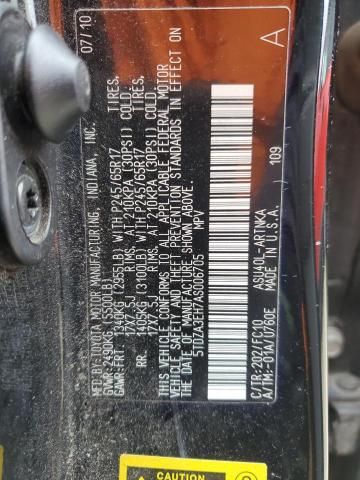 MFD BY:TOYOTA MOTOR MANUFACTURING, INDIANA, INC. 07/10
GVWR:2490KG(5500LB)
GAWR:FRT. 1340KG(2955LB)WITH P245/65R17 TIRES,
17X7.5J RIMS, AT 210KPA(30PSI) COLD.
RR. 1405KG(3100LB)WITH P245/65R17 TIRES,
17X7.5J RIMS, AT 210KPA(30PSI) COLD.
THIS VEHICLE CONFORMS TO ALL APPLICABLE FEDERAL MOTOR
VEHICLE SAFETY AND THEFT PREVENTION STANDARDS IN EFFECT ON
THE DATE OF MANUFACTURE SHOWN ABOVE.
5TDZA3EH7AS006705 MPV
A
C/TR:202/FC10 ASU40L-ARTNKA 109
A/TM:-01A/U760E U.S.A.
CAUTION